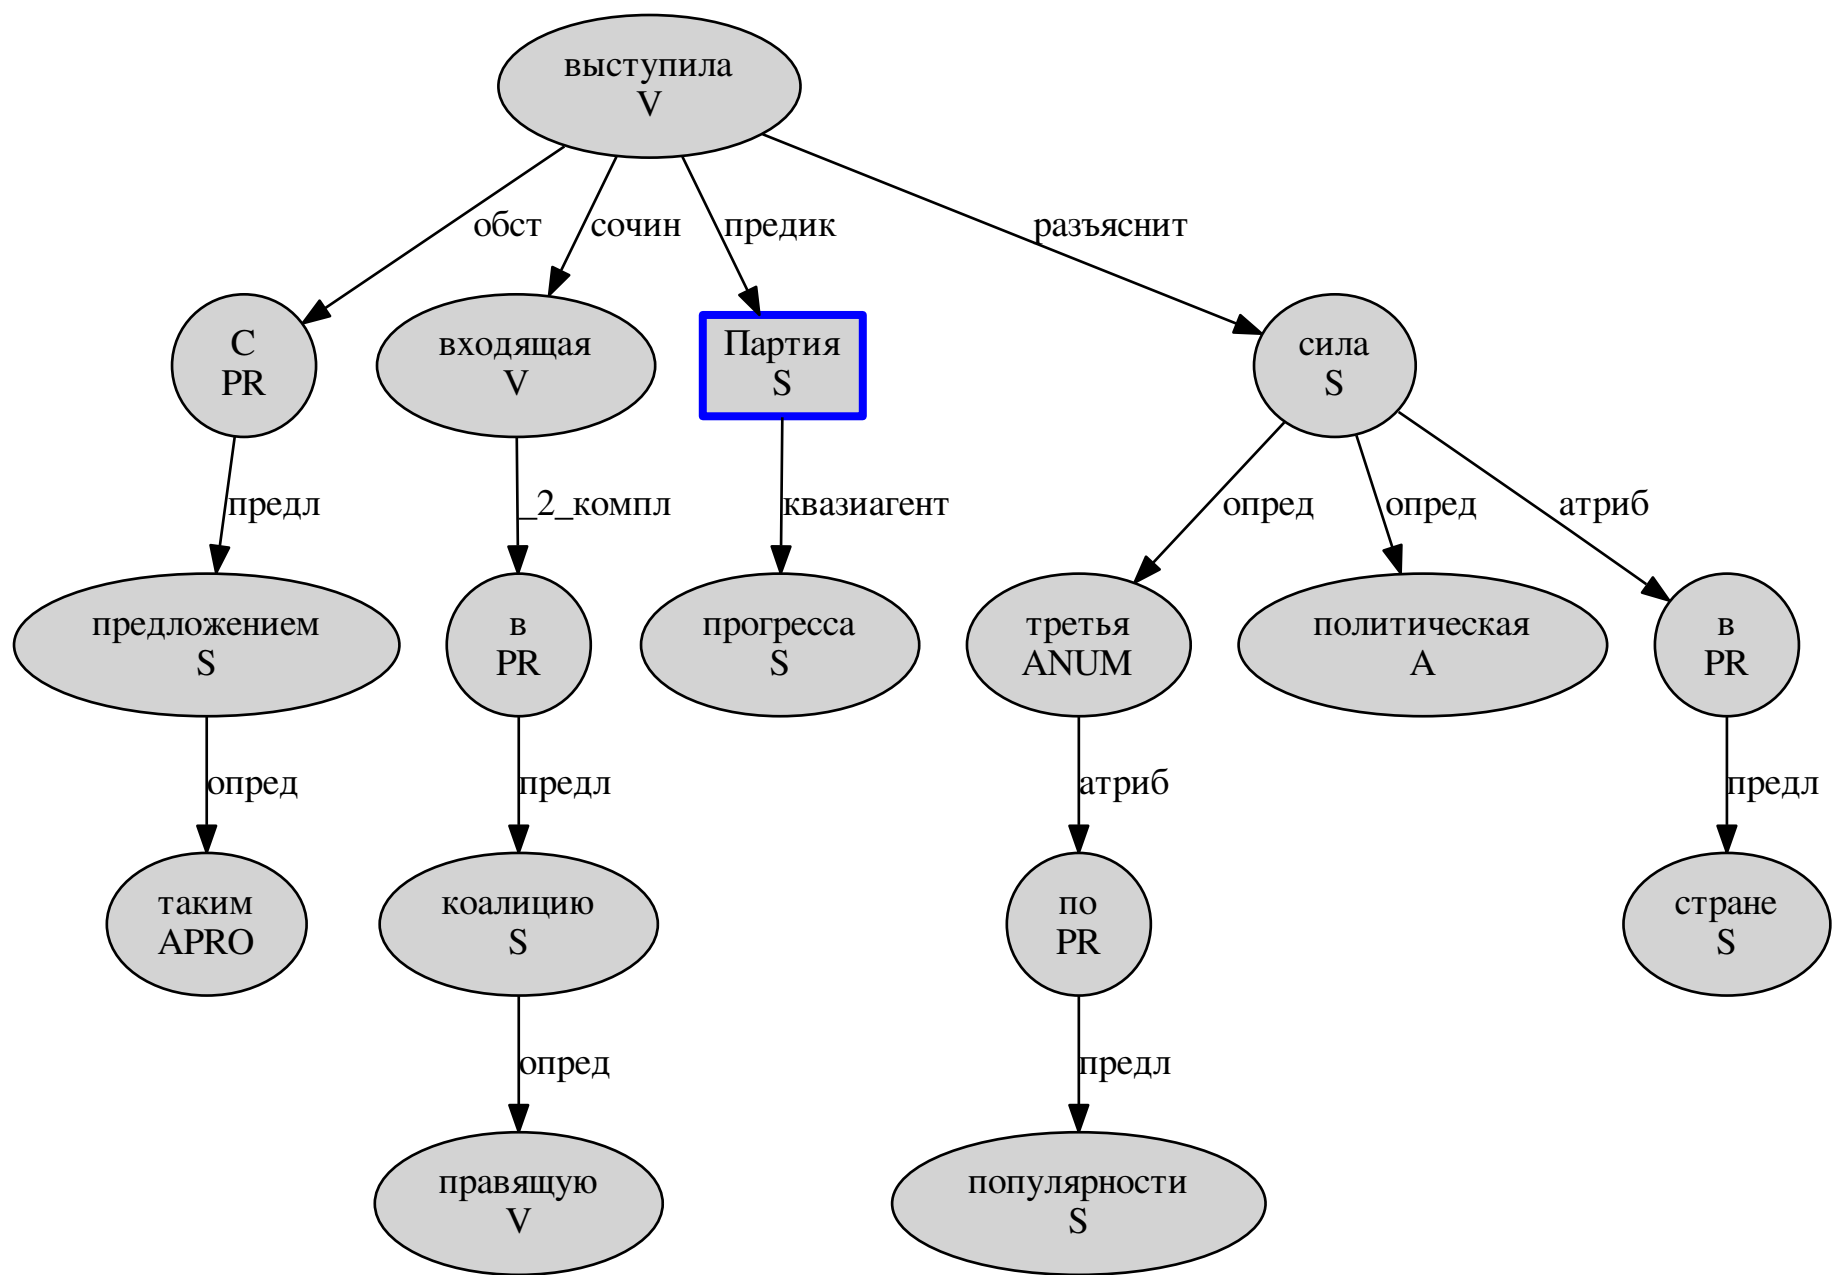 выступила
V
обст
сочин
предик
разъяснит
С
PR
входящая
V
Партия
S
сила
S
предл
_2_компл
квазиагент
опред
опред
атриб
предложением
S
в
PR
прогресса
S
третья
ANUM
политическая
A
в
PR
опред
предл
атриб
предл
таким
APRO
коалицию
S
по
PR
стране
S
опред
предл
правящую
V
популярности
S